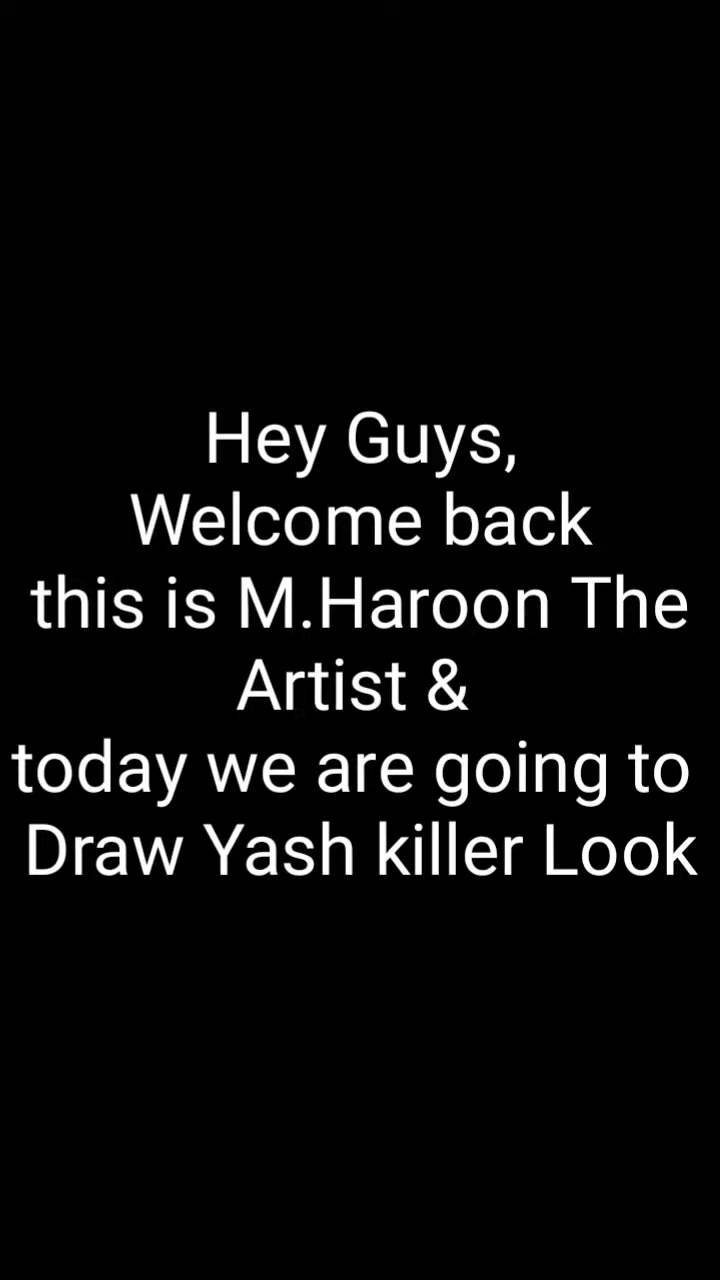 Hey Guys,
Welcome back
this is M.Haroon The
Artist &
today we are going to
Draw Yash killer Look